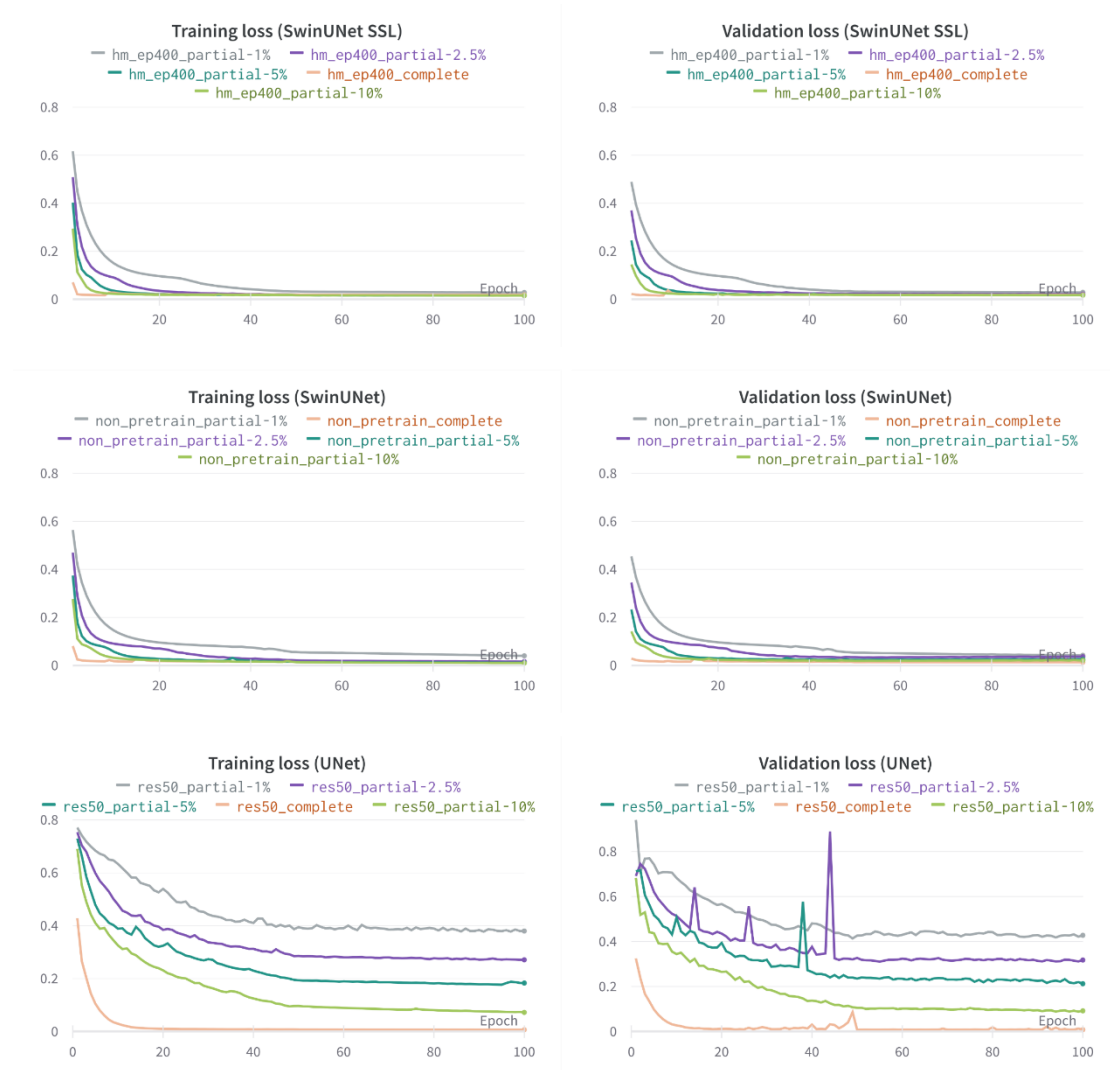 Training loss (SwinUNet SSL)
hm_ep400_partial-1% hm_ep400_partial-2.5%
hm_ep400_partial-5% hm_ep400_complete
hm_ep400_partial-10%
0.8
0.6
0.4
0.2
0
Epoch
20 40 60 80 100
Validation loss (SwinUNet SSL)
hm_ep400_partial-1% hm_ep400_partial-2.5%
hm_ep400_partial-5% hm_ep400_complete
hm_ep400_partial-10%
0.8
0.6
0.4
0.2
0
Epoch
20 40 60 80 100
Training loss (SwinUNet)
non_pretrain_partial-1% non_pretrain_complete
non_pretrain_partial-2.5% non_pretrain_partial-5%
non_pretrain_partial-10%
0.8
0.6
0.4
0.2
0
Epoch
20 40 60 80 100
Validation loss (SwinUNet)
non_pretrain_partial-1% non_pretrain_complete
non_pretrain_partial-2.5% non_pretrain_partial-5%
non_pretrain_partial-10%
0.8
0.6
0.4
0.2
0
Epoch
20 40 60 80 100
Training loss (UNet)
res50_partial-1% res50_partial-2.5%
res50_partial-5% res50_complete res50_partial-10%
0.8
0.6
0.4
0.2
0
Epoch
0 20 40 60 80 100
Validation loss (UNet)
res50_partial-1% res50_partial-2.5%
res50_partial-5% res50_complete res50_partial-10%
0.8
0.6
0.4
0.2
0
Epoch
0 20 40 60 80 100